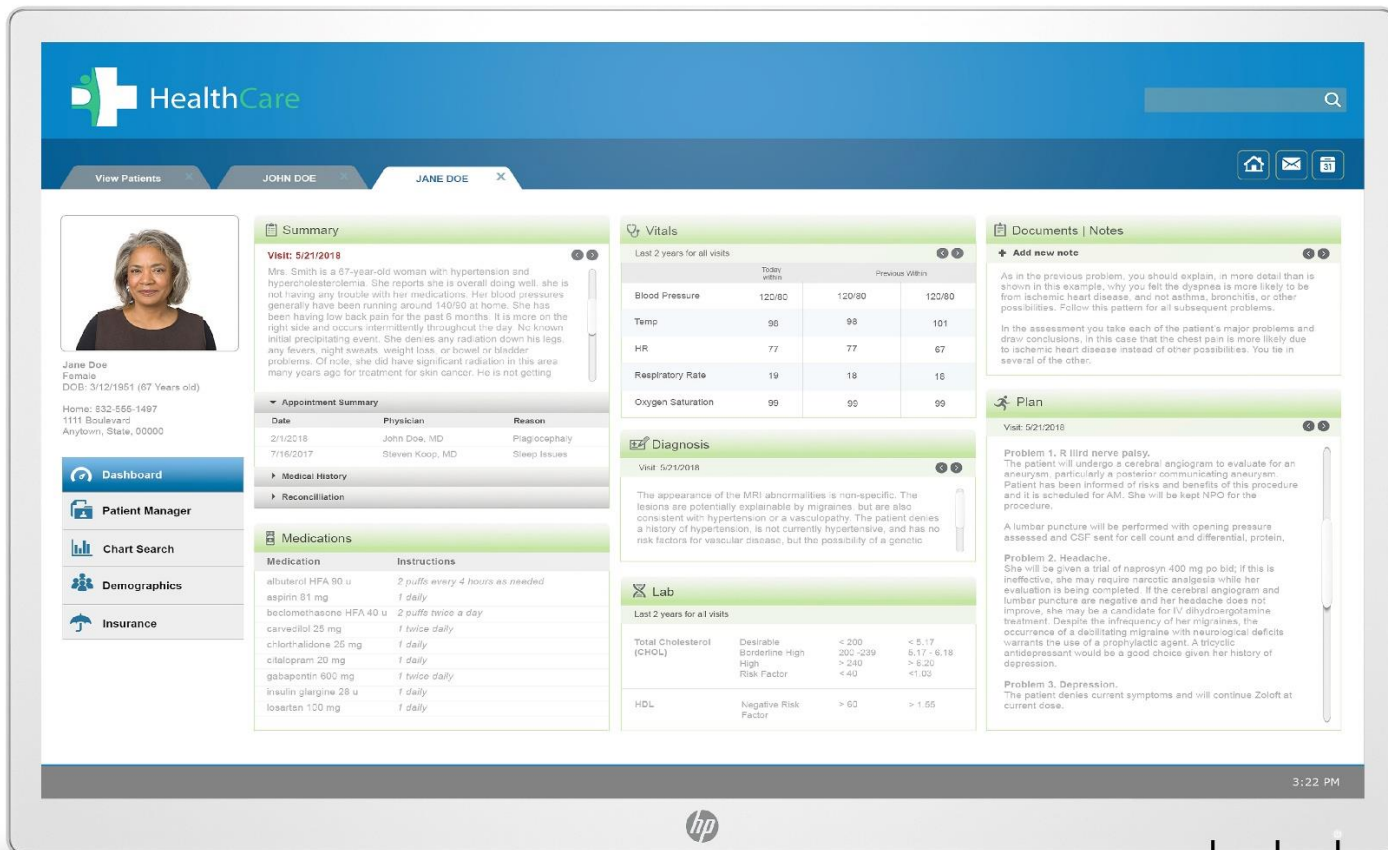 HealthCare
View Patients
JOHN DOE
JANE DOE
31
Jane Doe
Female
DOB: 3/12/1951 (67 Years old)
Home: 832-555-1497
1111 Boulevard
Anytown, State, 00000
Dashboard
Patient Manager
Chart Search
Demographics
Insurance
Summary
Visit: 5/21/2018
Mrs. Smith is a 67-year-old woman with hypertension and
hypercholesterolemia. She reports she is overall doing well. she is
not having any trouble with her medications. Her blood pressures
generally have been running around 140/90 at home. She has
been having low back pain for the past 6 months. It is more on the
right side and occurs intermittently throughout the day. No known
initial precipitating event. She denies any radiation down his legs,
any fevers, night sweats, weight loss, or bowel or bladder
problems. Of note, she did have significant radiation in this area
many years ago for treatment for skin cancer. He is not getting
Appointment Summary
Date Physician Reason
2/1/2018 John Doe, MD Plagiocephaly
7/16/2017 Steven Koop, MD Sleep Issues
Medical History
Reconcilliation
Medications
Medication Instructions
albuterol HFA 90 u 2 puffs every 4 hours as needed
aspirin 81 mg 1 daily
beclomethasone HFA 40 u 2 puffs twice a day
carvedilol 25 mg 1 twice daily
chlorthalidone 25 mg 1 daily
citalopram 20 mg 1 daily
gabapontin 600 mg 1 twice daily
insulin glargine 28 u 1 daily
losartan 100 mg 1 daily
Vitals
Last 2 years for all visits
Today within Previous Within
Blood Pressure 120/80 120/80 120/80
Temp 98 98 101
HR 77 77 67
Respiratory Rate 19 18 18
Oxygen Saturation 99 99 99
Diagnosis
Visit: 5/21/2018
The appearance of the MRI abnormalities is non-specific. The
lesions are potentially explainable by migraines, but are also
consistent with hypertension or a vasculopathy. The patient denies
a history of hypertension, is not currently hypertensive, and has no
risk factors for vascular disease, but the possibility of a genetic
Lab
Last 2 years for all visits
Total Cholesterol Desirable < 200 < 5.17
(CHOL) Borderline High 200 -239 5.17 - 6.18
High > 240 > 6.20
Risk Factor < 40 <1.03
HDL Negative Risk > 60 > 1.55
Factor
Documents | Notes
+ Add new note
As in the previous problem, you should explain, in more detail than is
shown in this example, why you felt the dyspnea is more likely to be
from ischemic heart disease, and not asthma, bronchitis, or other
possibilities. Follow this pattern for all subsequent problems.
In the assessment you take each of the patient's major problems and
draw conclusions, in this case that the chest pain is more likely due
to ischemic heart disease instead of other possibilities. You tie in
several of the other.
Plan
Visit: 5/21/2018
Problem 1. R IIIrd nerve palsy.
The patient will undergo a cerebral angiogram to evaluate for an
aneurysm, particularly a posterior communicating aneurysm.
Patient has been informed of risks and benefits of this procedure
and it is scheduled for AM. She will be kept NPO for the
procedure.
A lumbar puncture will be performed with opening pressure
assessed and CSF sent for cell count and differential, protein,
Problem 2. Headache.
She will be given a trial of naprosyn 400 mg po bid; if this is
ineffective, she may require narcotic analgesia while her
evaluation is being completed. If the cerebral angiogram and
lumbar puncture are negative and her headache does not
improve, she may be a candidate for IV dihydroergotamine
treatment. Despite the infrequency of her migraines, the
occurrence of a debilitating migraine with neurological deficits
warrants the use of a prophylactic agent. A tricyclic
antidepressant would be a good choice given her history of
depression.
Problem 3. Depression.
The patient denies current symptoms and will continue Zoloft at
current dose.
3:22 PM
hp